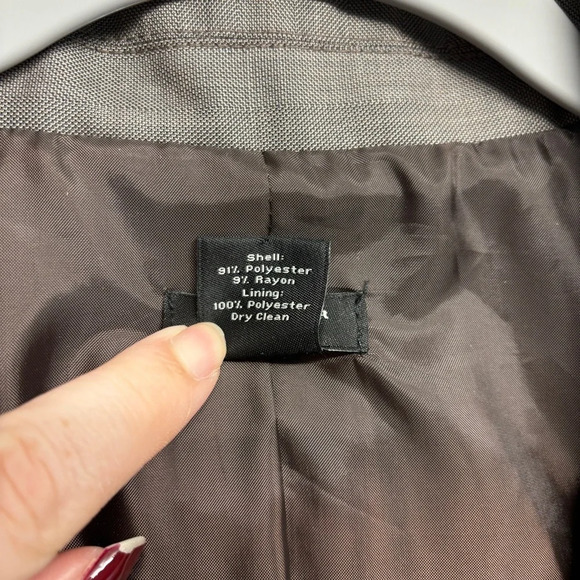 Shell:
91% Polyester
9% Rayon
Lining:
100% Polyester
Dry Clean
R